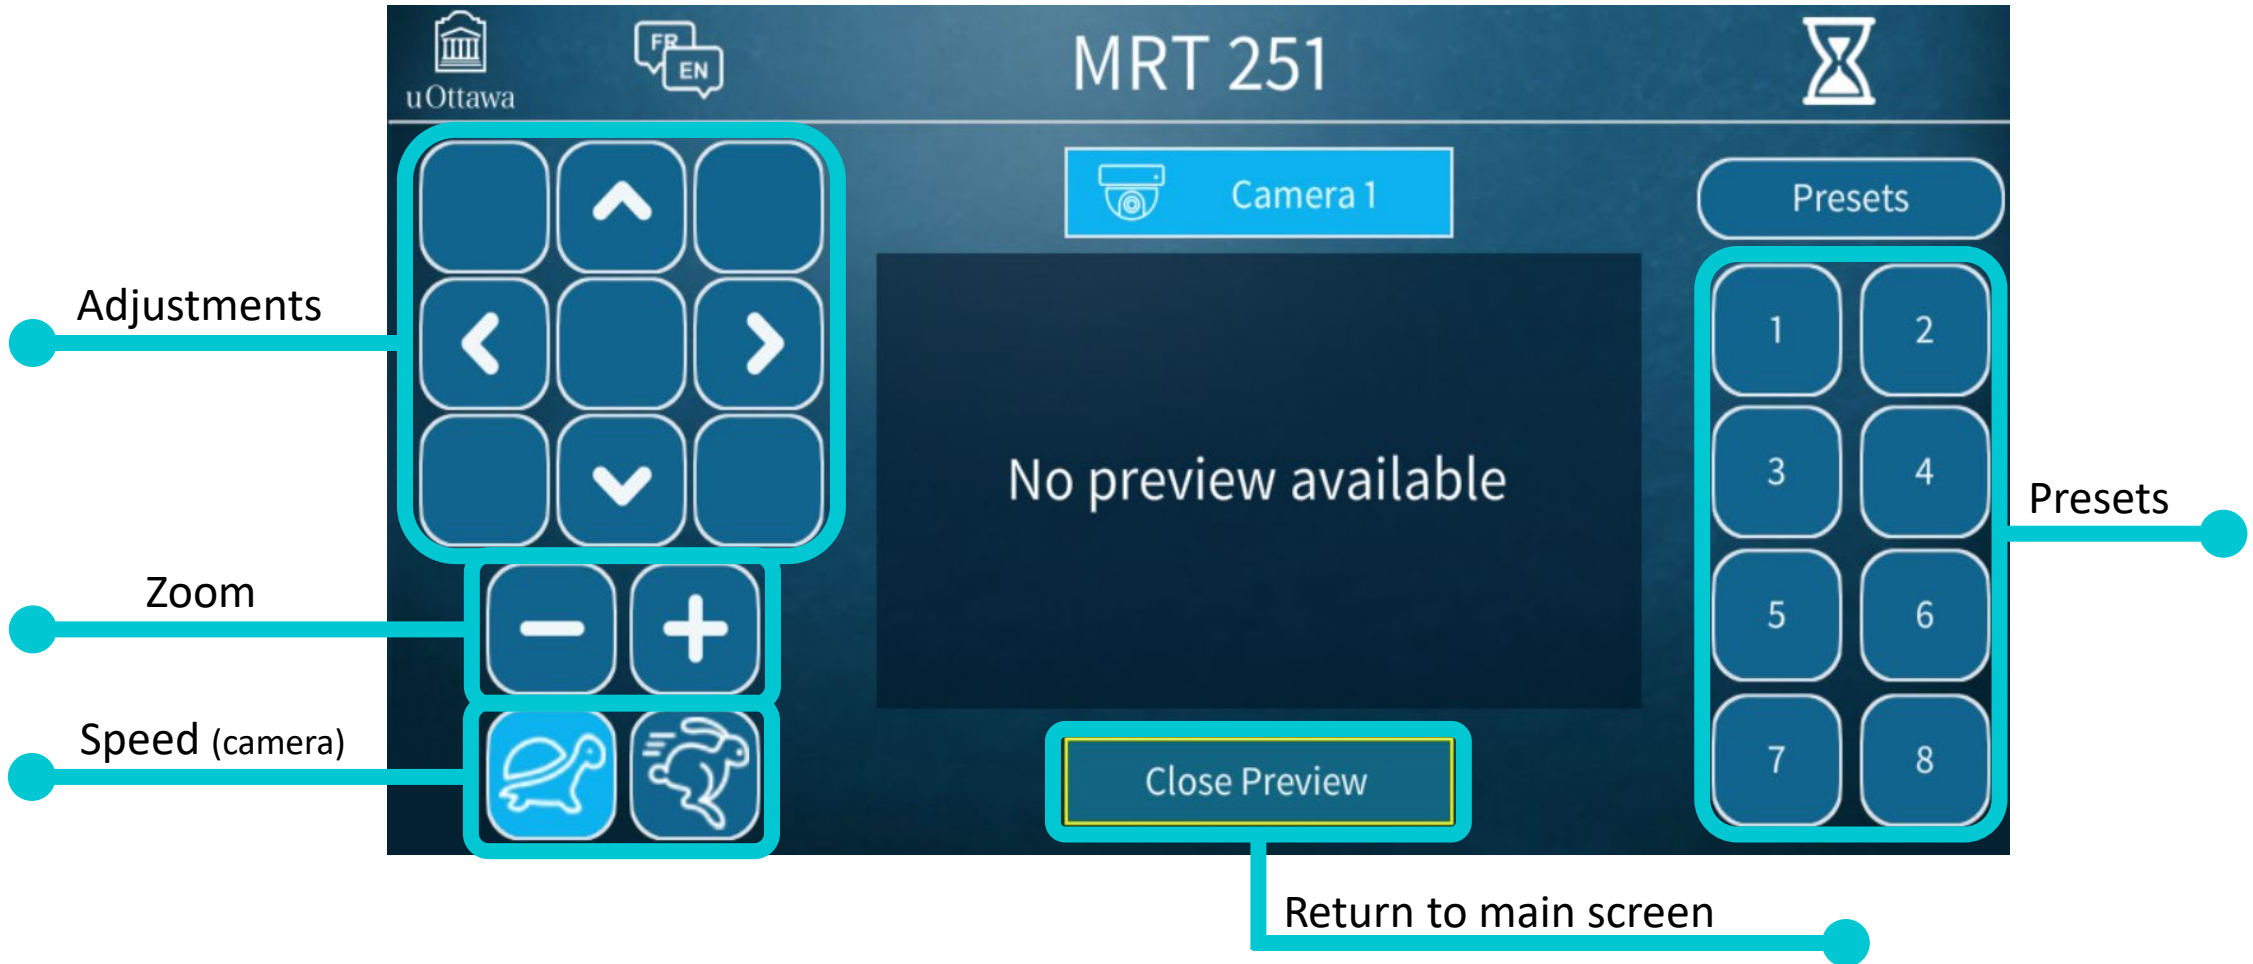 uOttawa
FR
EN
MRT 251
Camera 1
Presets
Adjustments
1
2
No preview available
3
4
Presets
Zoom
5
6
Speed (camera)
Close Preview
7
8
Return to main screen